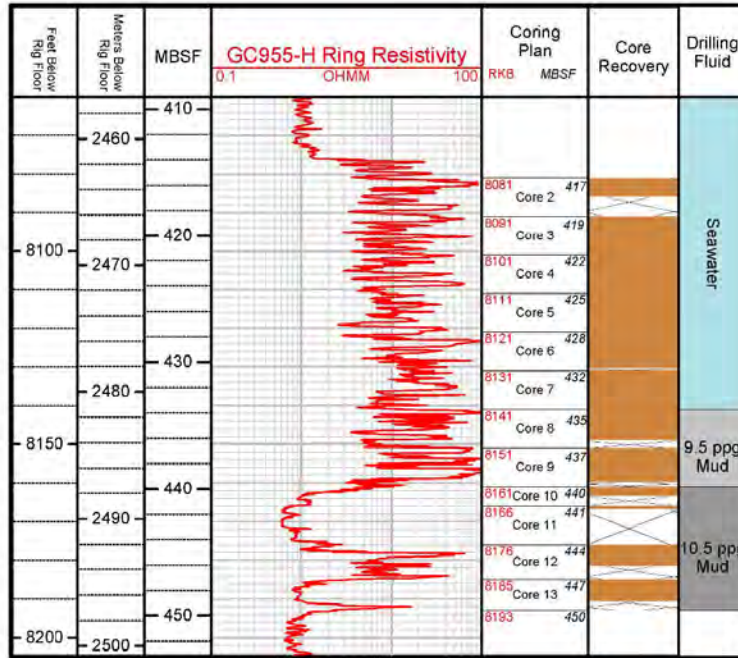 Feet Below
Rig Floor
Meters Below
Rig Floor
MBSF
GC955-H Ring Resistivity
0.1 OHMM 100
Coring
Plan
RKB MBSF
Core
Recovery
Drilling
Fluid
8100
8150
8200
2460
2470
2480
2490
2500
410
420
430
440
450
8081 417
Core 2
8091 419
Core 3
8101 422
Core 4
8111 425
Core 5
8121 428
Core 6
8131 432
Core 7
8141 435
Core 8
8151 437
Core 9
8161 Core 10 440
8166 441
Core 11
8176 444
Core 12
8185 447
Core 13
8193 450
Seawater
9.5 ppg
Mud
10.5 ppg
Mud